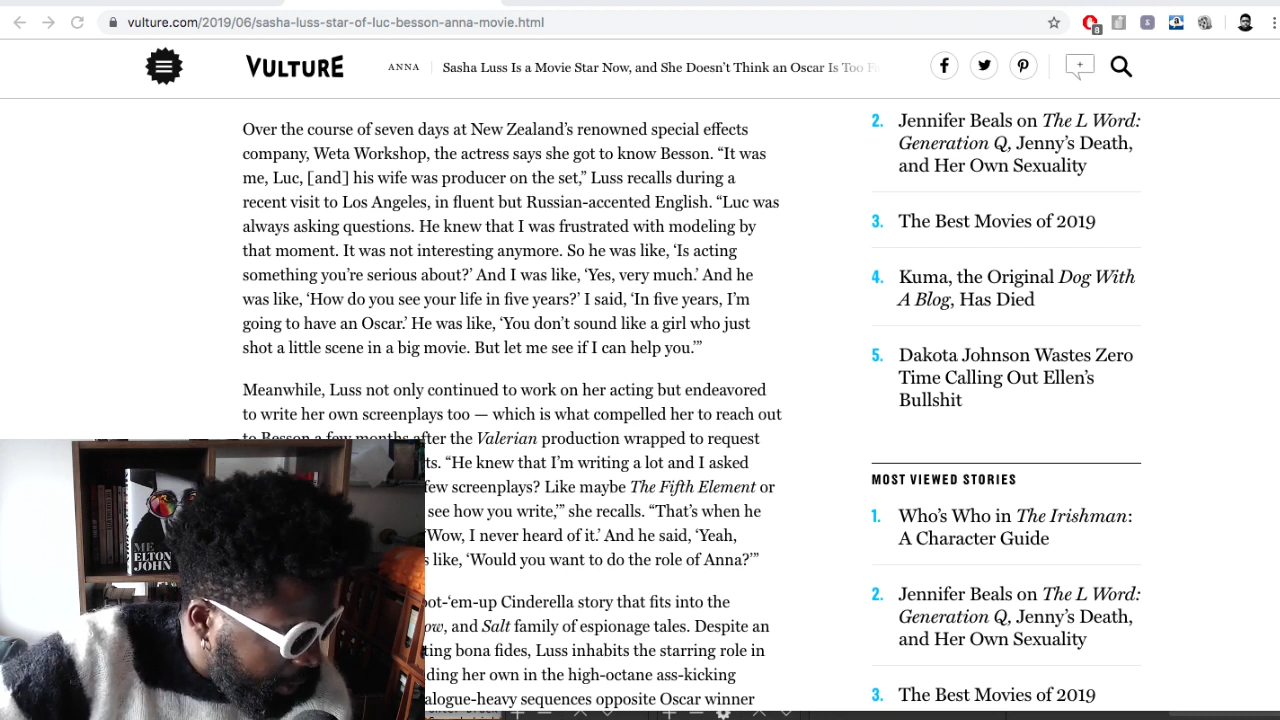 vulture.com/2019/06/sasha-luss-star-of-luc-besson-anna-movie.html
8
VULTURE
ANNA
Sasha Luss Is a Movie Star Now, and She Doesn’t Think an Oscar Is Too
Over the course of seven days at New Zealand’s renowned special effects
company, Weta Workshop, the actress says she got to know Besson. “It was
me, Luc, [and] his wife was producer on the set,” Luss recalls during a
recent visit to Los Angeles, in fluent but Russian-accented English. “Luc was
always asking questions. He knew that I was frustrated with modeling by
that moment. It was not interesting anymore. So he was like, ‘Is acting
something you’re serious about?’ And I was like, ‘Yes, very much.’ And he
was like, ‘How do you see your life in five years?’ I said, ‘In five years, I’m
going to have an Oscar.’ He was like, ‘You don’t sound like a girl who just
shot a little scene in a big movie. But let me see if I can help you.’”
Meanwhile, Luss not only continued to work on her acting but endeavored
to write her own screenplays too — which is what compelled her to reach out
to Besson a few months after the Valerian production wrapped to request
ts. “He knew that I’m writing a lot and I asked
few screenplays? Like maybe The Fifth Element or
see how you write,’” she recalls. “That’s when he
‘Wow, I never heard of it.’ And he said, ‘Yeah,
s like, ‘Would you want to do the role of Anna?’”
ot-‘em-up Cinderella story that fits into the
ow, and Salt family of espionage tales. Despite an
ting bona fides, Luss inhabits the starring role in
ding her own in the high-octane ass-kicking
alogue-heavy sequences opposite Oscar winner
2. Jennifer Beals on The L Word:
Generation Q, Jenny’s Death,
and Her Own Sexuality
3. The Best Movies of 2019
4. Kuma, the Original Dog With
A Blog, Has Died
5. Dakota Johnson Wastes Zero
Time Calling Out Ellen’s
Bullshit
MOST VIEWED STORIES
1. Who’s Who in The Irishman:
A Character Guide
2. Jennifer Beals on The L Word:
Generation Q, Jenny’s Death,
and Her Own Sexuality
3. The Best Movies of 2019
ME
ELTON
JOHN